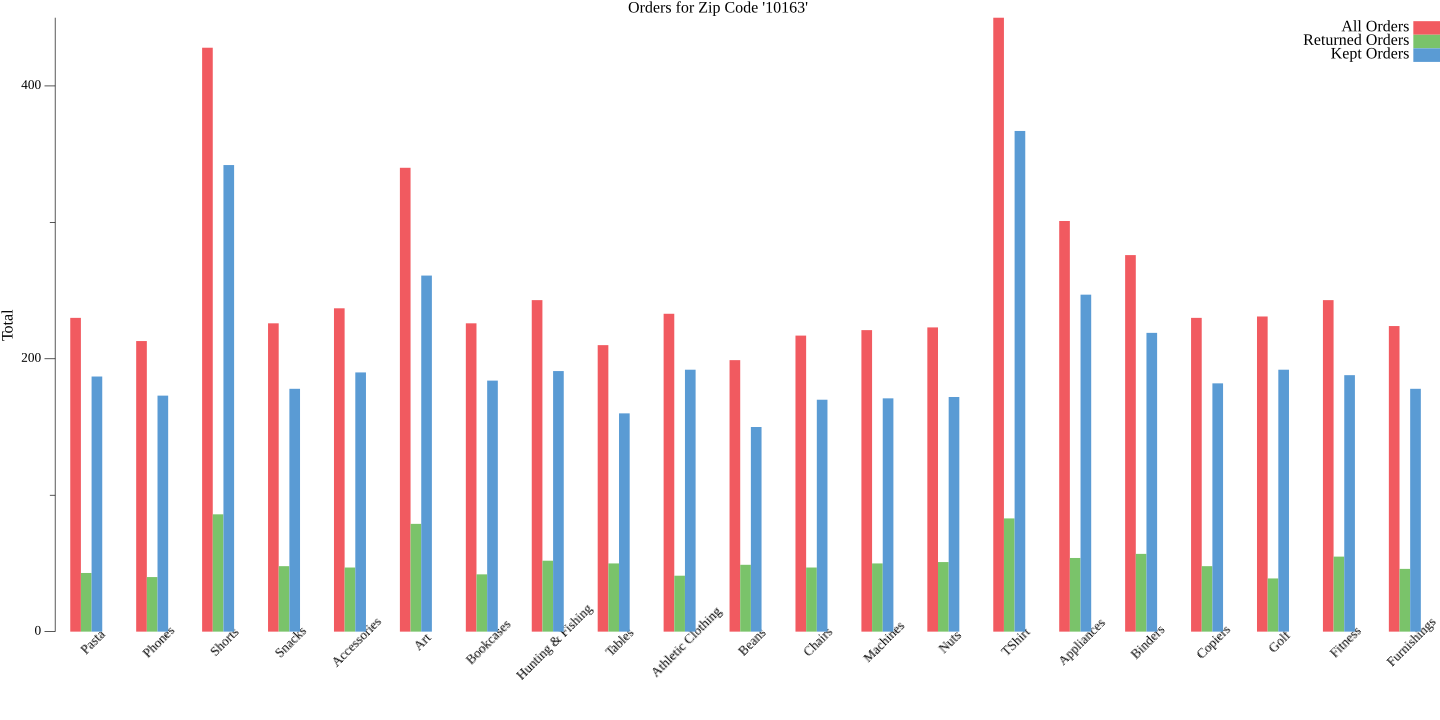 Orders for Zip Code '10163'
All Orders
Returned Orders
Kept Orders
Total
400
200
0
Pasta
Phones
Shorts
Snacks
Accessories
Art
Bookcases
Hunting & Fishing
Tables
Athletic Clothing
Beans
Chairs
Machines
Nuts
TShirt
Appliances
Binders
Copiers
Golf
Fitness
Furnishings